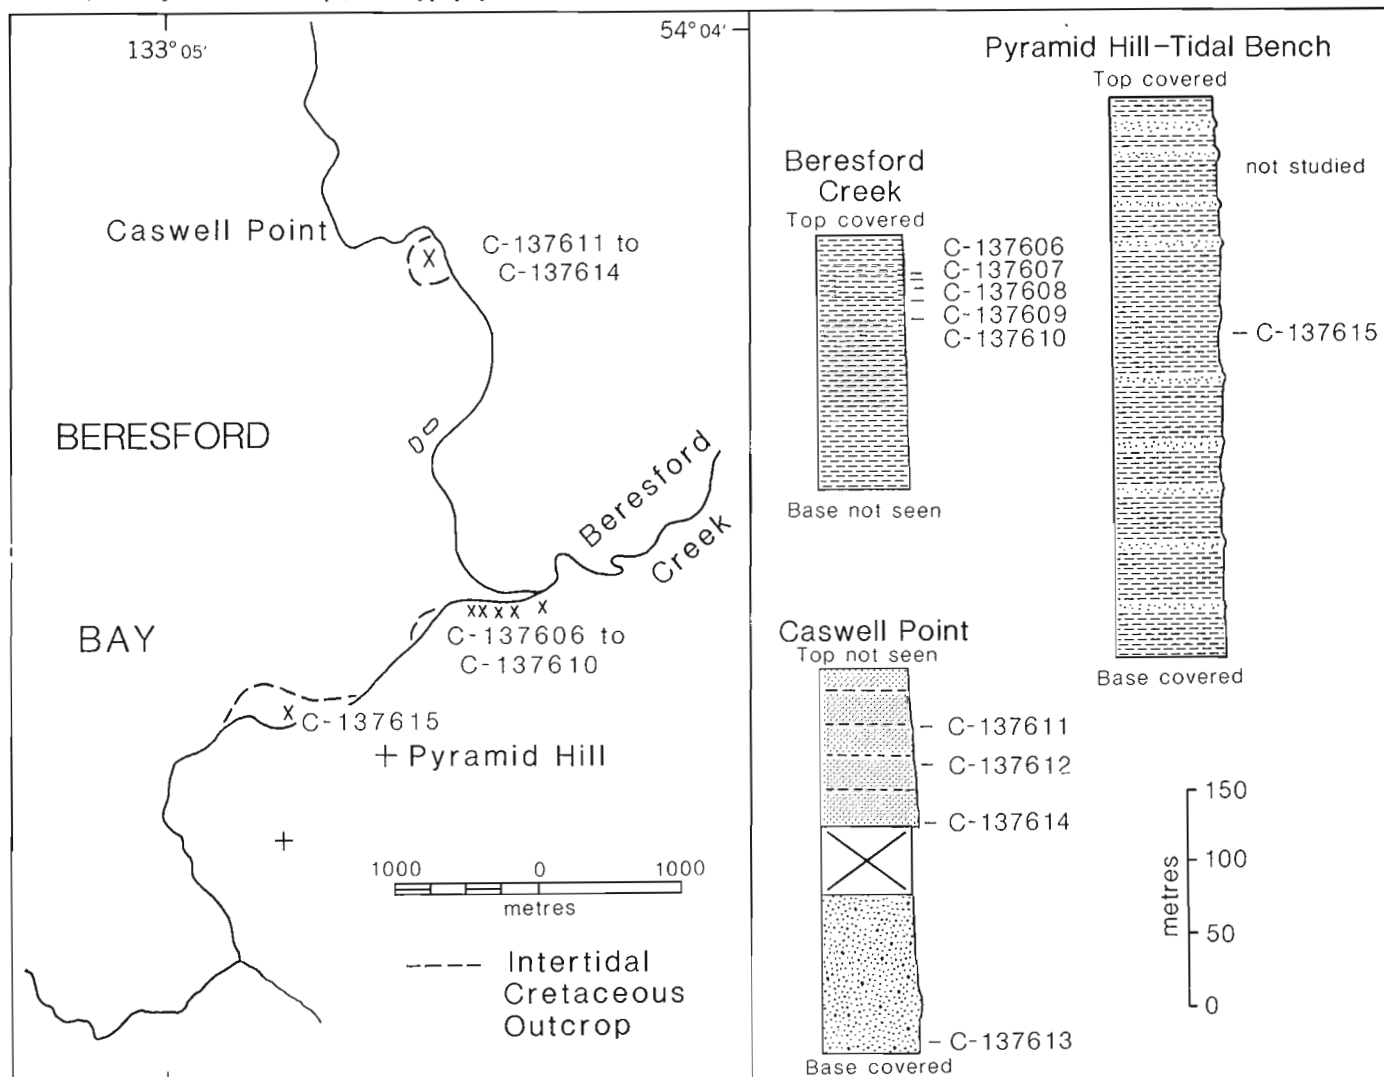 133° 05'
54° 04'
Caswell Point
C-137611 to
C-137614
BERESFORD
BAY
Beresford
Creek
C-137606 to
C-137610
C-137615
Pyramid Hill
1000 0 1000
metres
Intertidal
Cretaceous
Outcrop
Pyramid Hill-Tidal Bench
Top covered
not studied
C-137615
Base covered
Beresford
Creek
Top covered
C-137606
C-137607
C-137608
C-137609
C-137610
Base not seen
Caswell Point
Top not seen
C-137611
C-137612
C-137614
C-137613
Base covered
150
100
50
0
metres